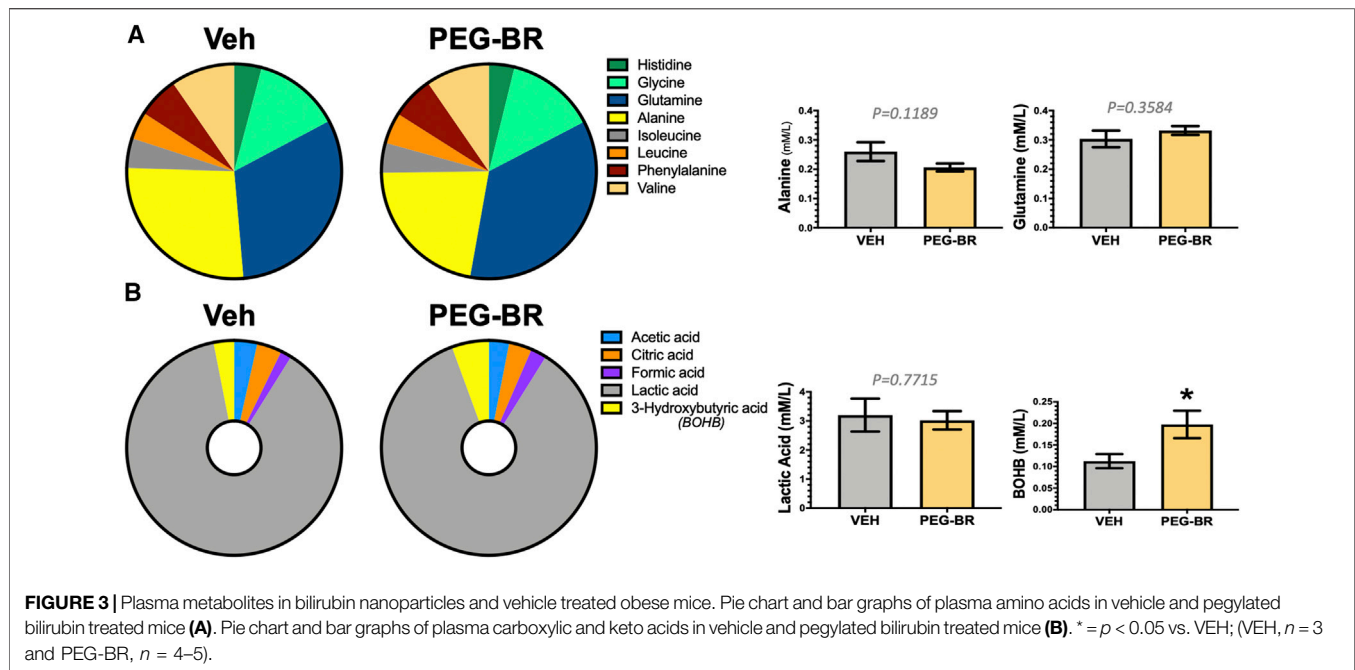 A
Veh
PEG-BR
Histidine
Glycine
Glutamine
Alanine
Isoleucine
Leucine
Phenylalanine
Valine
P=0.1189
Alanine (mM/L)
0.4
0.3
0.2
0.1
0.0
VEH
PEG-BR
P=0.3584
Glutamine (mM/L)
0.4
0.3
0.2
0.1
0.0
VEH
PEG-BR
B
Veh
PEG-BR
Acetic acid
Citric acid
Formic acid
Lactic acid
3-Hydroxybutyric acid
(BOHB)
P=0.7715
Lactic Acid (mM/L)
4
3
2
1
0
VEH
PEG-BR
*
BOHB (mM/L)
0.25
0.20
0.15
0.10
0.05
0.00
VEH
PEG-BR
FIGURE 3 | Plasma metabolites in bilirubin nanoparticles and vehicle treated obese mice. Pie chart and bar graphs of plasma amino acids in vehicle and pegylated
bilirubin treated mice (A). Pie chart and bar graphs of plasma carboxylic and keto acids in vehicle and pegylated bilirubin treated mice (B). * = p < 0.05 vs. VEH; (VEH, n = 3
and PEG-BR, n = 4–5).